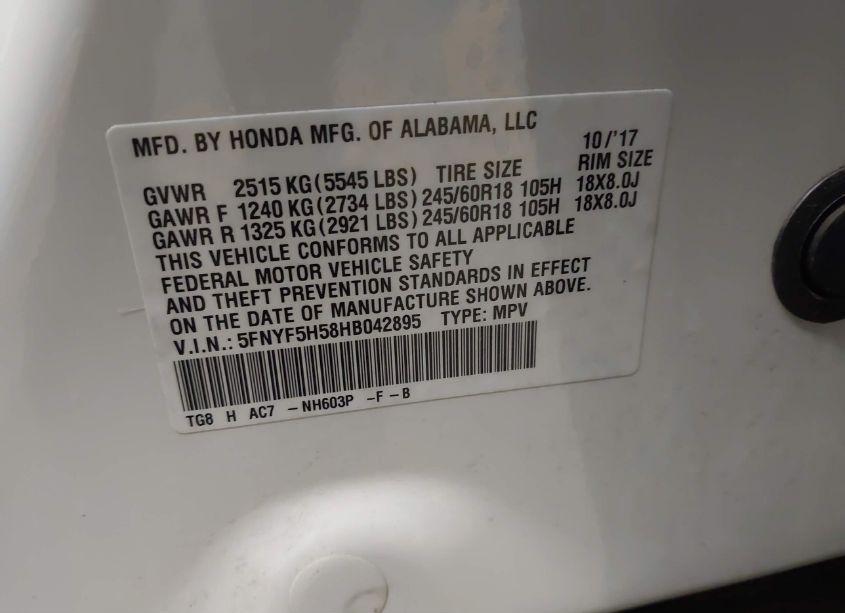 MFD. BY HONDA MFG. OF ALABAMA, LLC 10/'17
GVWR 2515 KG (5545 LBS) TIRE SIZE RIM SIZE
GAWR F 1240 KG (2734 LBS) 245/60R18 105H 18X8.0J
GAWR R 1325 KG (2921 LBS) 245/60R18 105H 18X8.0J
THIS VEHICLE CONFORMS TO ALL APPLICABLE
FEDERAL MOTOR VEHICLE SAFETY
AND THEFT PREVENTION STANDARDS IN EFFECT
ON THE DATE OF MANUFACTURE SHOWN ABOVE.
V.I.N.: 5FNYF5H58HB042895 TYPE: MPV
TG8 H AC7 -NH603P -F -B